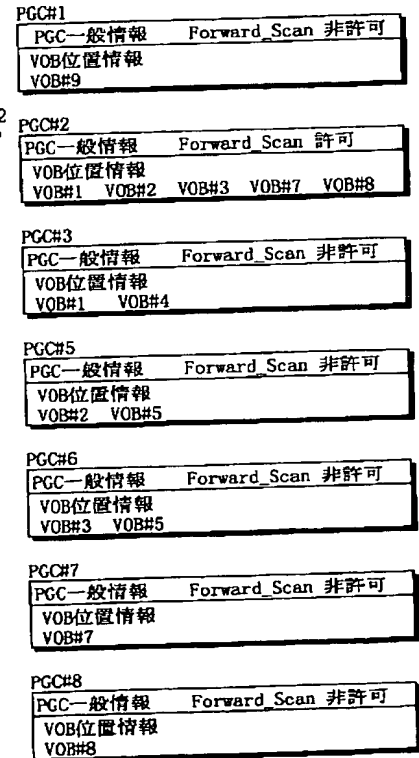 PGC#1
PGC一般情報 Forward_Scan 非許可
VOB位置情報
VOB#9
PGC#2
PGC一般情報 Forward_Scan 許可
VOB位置情報
VOB#1 VOB#2 VOB#3 VOB#7 VOB#8
PGC#3
PGC一般情報 Forward_Scan 非許可
VOB位置情報
VOB#1 VOB#4
PGC#5
PGC一般情報 Forward_Scan 非許可
VOB位置情報
VOB#2 VOB#5
PGC#6
PGC一般情報 Forward_Scan 非許可
VOB位置情報
VOB#3 VOB#5
PGC#7
PGC一般情報 Forward_Scan 非許可
VOB位置情報
VOB#7
PGC#8
PGC一般情報 Forward_Scan 非許可
VOB位置情報
VOB#8